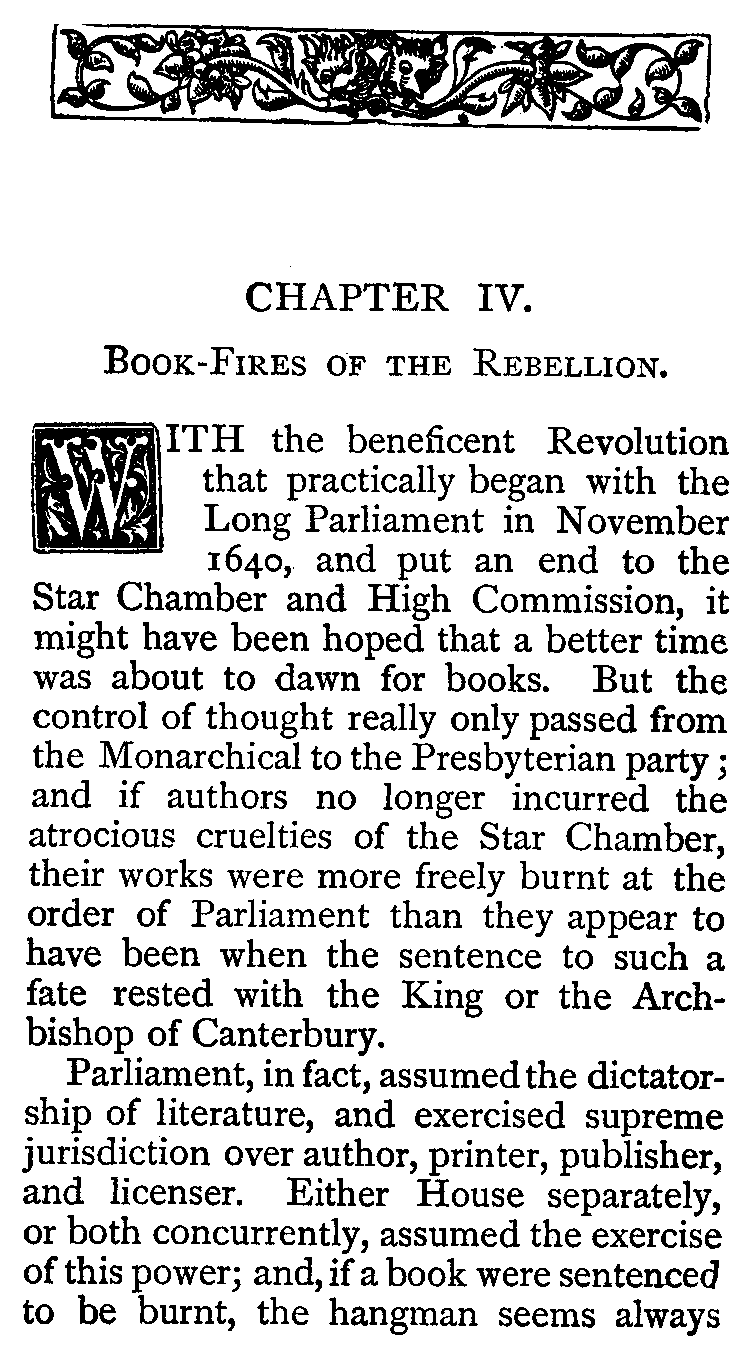 CHAPTER IV.
BOOK-FIRES OF THE REBELLION.
WITH the beneficent Revolution
that practically began with the
Long Parliament in November
1640, and put an end to the
Star Chamber and High Commission, it
might have been hoped that a better time
was about to dawn for books. But the
control of thought really only passed from
the Monarchical to the Presbyterian party;
and if authors no longer incurred the
atrocious cruelties of the Star Chamber,
their works were more freely burnt at the
order of Parliament than they appear to
have been when the sentence to such a
fate rested with the King or the Arch-
bishop of Canterbury.
Parliament, in fact, assumed the dictator-
ship of literature, and exercised supreme
jurisdiction over author, printer, publisher,
and licenser. Either House separately,
or both concurrently, assumed the exercise
of this power; and, if a book were sentenced
to be burnt, the hangman seems always